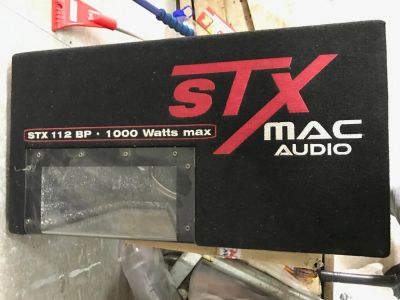 STX
STX 112 BP · 1000 Watts max
mac
AUDIO